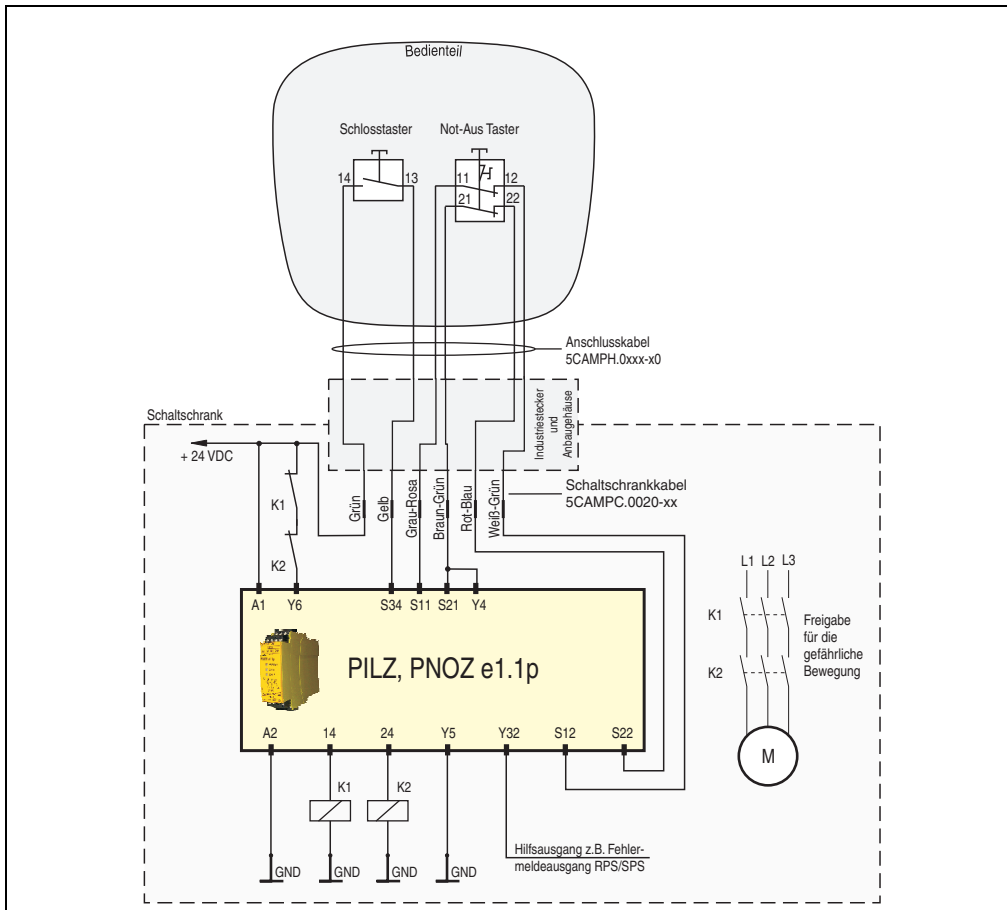 Bedienteil
Schlosstaster
Not-Aus Taster
14
13
11
12
21
22
Anschlusskabel
5CAMPH.0xxx-x0
Industriestecker
und
Anbaugehäuse
Schaltschrank
+ 24 VDC
Schaltschrankkabel
5CAMPC.0020-xx
K1
K2
Grün
Gelb
Grau-Rosa
Braun-Grün
Rot-Blau
Weiß-Grün
A1
Y6
S34
S11
S21
Y4
PILZ, PNOZ e1.1p
A2
14
24
Y5
Y32
S12
S22
K1
K2
GND
GND
GND
GND
Hilfsausgang z.B. Fehler-
meldeausgang RPS/SPS
L1
L2
L3
K1
K2
Freigabe
für die
gefährliche
Bewegung
M